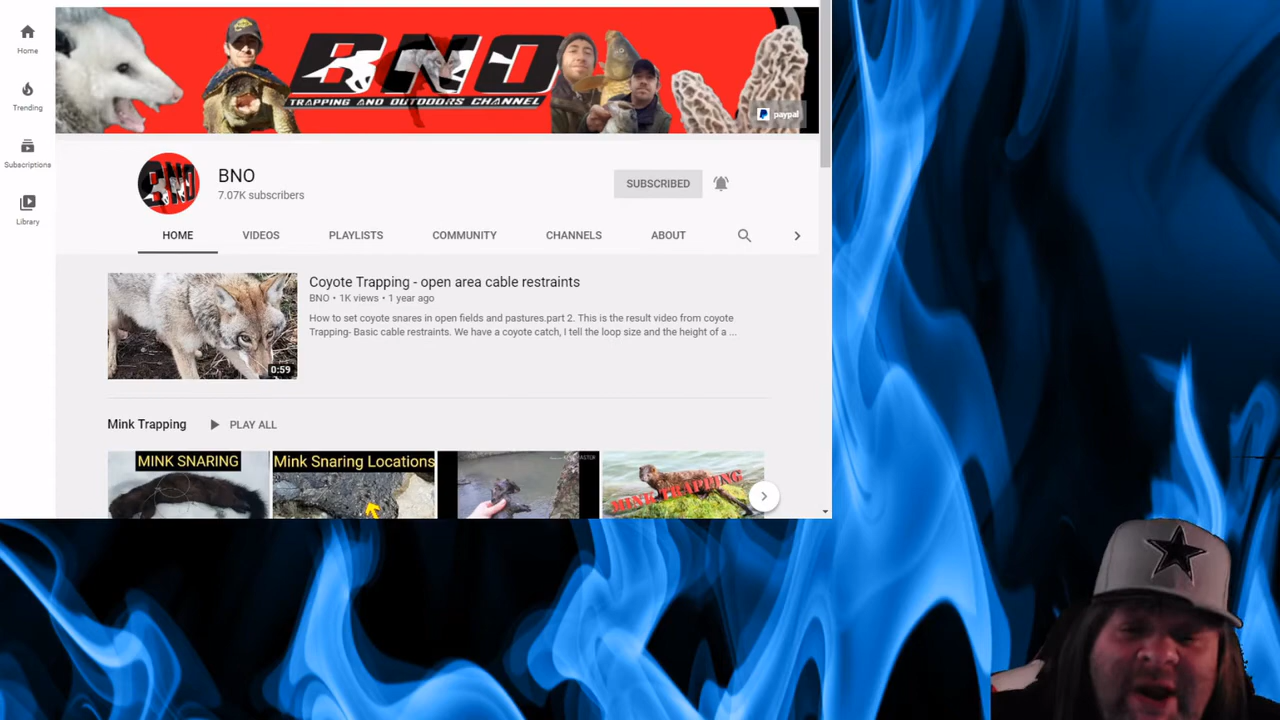 BNO
TRAPPING AND OUTDOORS CHANNEL
paypal
Home
Trending
Subscriptions
Library
BNO
BNO
7.07K subscribers
SUBSCRIBED
HOME
VIDEOS
PLAYLISTS
COMMUNITY
CHANNELS
ABOUT
Coyote Trapping - open area cable restraints
BNO • 1K views • 1 year ago
How to set coyote snares in open fields and pastures.part 2. This is the result video from coyote
Trapping- Basic cable restraints. We have a coyote catch, I tell the loop size and the height of a ...
0:59
Mink Trapping
PLAY ALL
MINK SNARING
Mink Snaring Locations
MINK TRAPPING